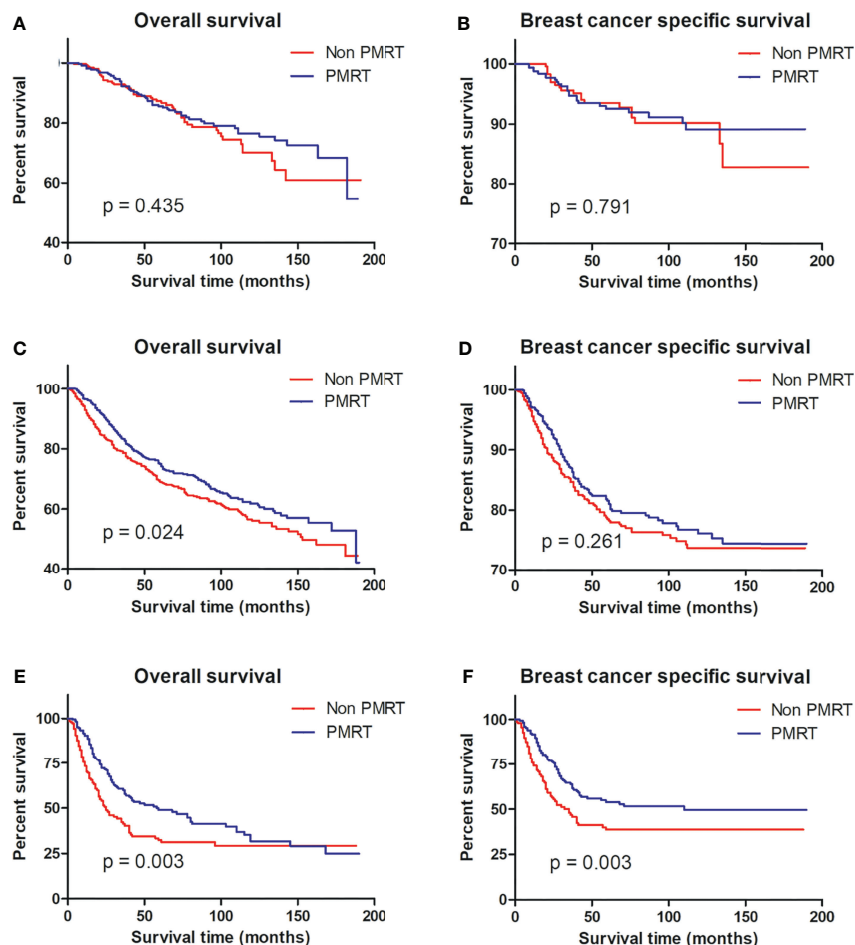 A
Overall survival
Non PMRT
PMRT
Percent survival
80
60
40
p = 0.435
0 50 100 150 200
Survival time (months)
B
Breast cancer specific survival
Non PMRT
PMRT
Percent survival
100
90
80
70
p = 0.791
0 50 100 150 200
Survival time (months)
C
Overall survival
Non PMRT
PMRT
Percent survival
100
80
60
40
p = 0.024
0 50 100 150 200
Survival time (months)
D
Breast cancer specific survival
Non PMRT
PMRT
Percent survival
100
90
80
70
p = 0.261
0 50 100 150 200
Survival time (months)
E
Overall survival
Non PMRT
PMRT
Percent survival
100
75
50
25
0
p = 0.003
0 50 100 150 200
Survival time (months)
F
Breast cancer specific survival
Non PMRT
PMRT
Percent survival
100
75
50
25
0
p = 0.003
0 50 100 150 200
Survival time (months)